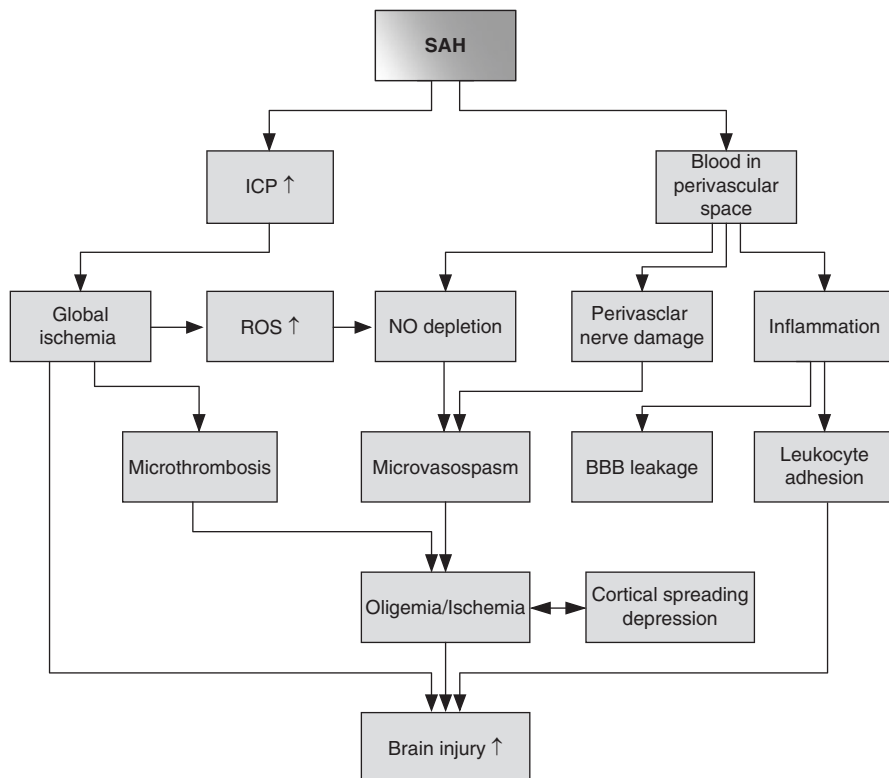 SAH
ICP ↑
Blood in
perivascular
space
Global
ischemia
ROS ↑
NO depletion
Perivasclar
nerve damage
Inflammation
Microthrombosis
Microvasospasm
BBB leakage
Leukocyte
adhesion
Oligemia/Ischemia
Cortical spreading
depression
Brain injury ↑